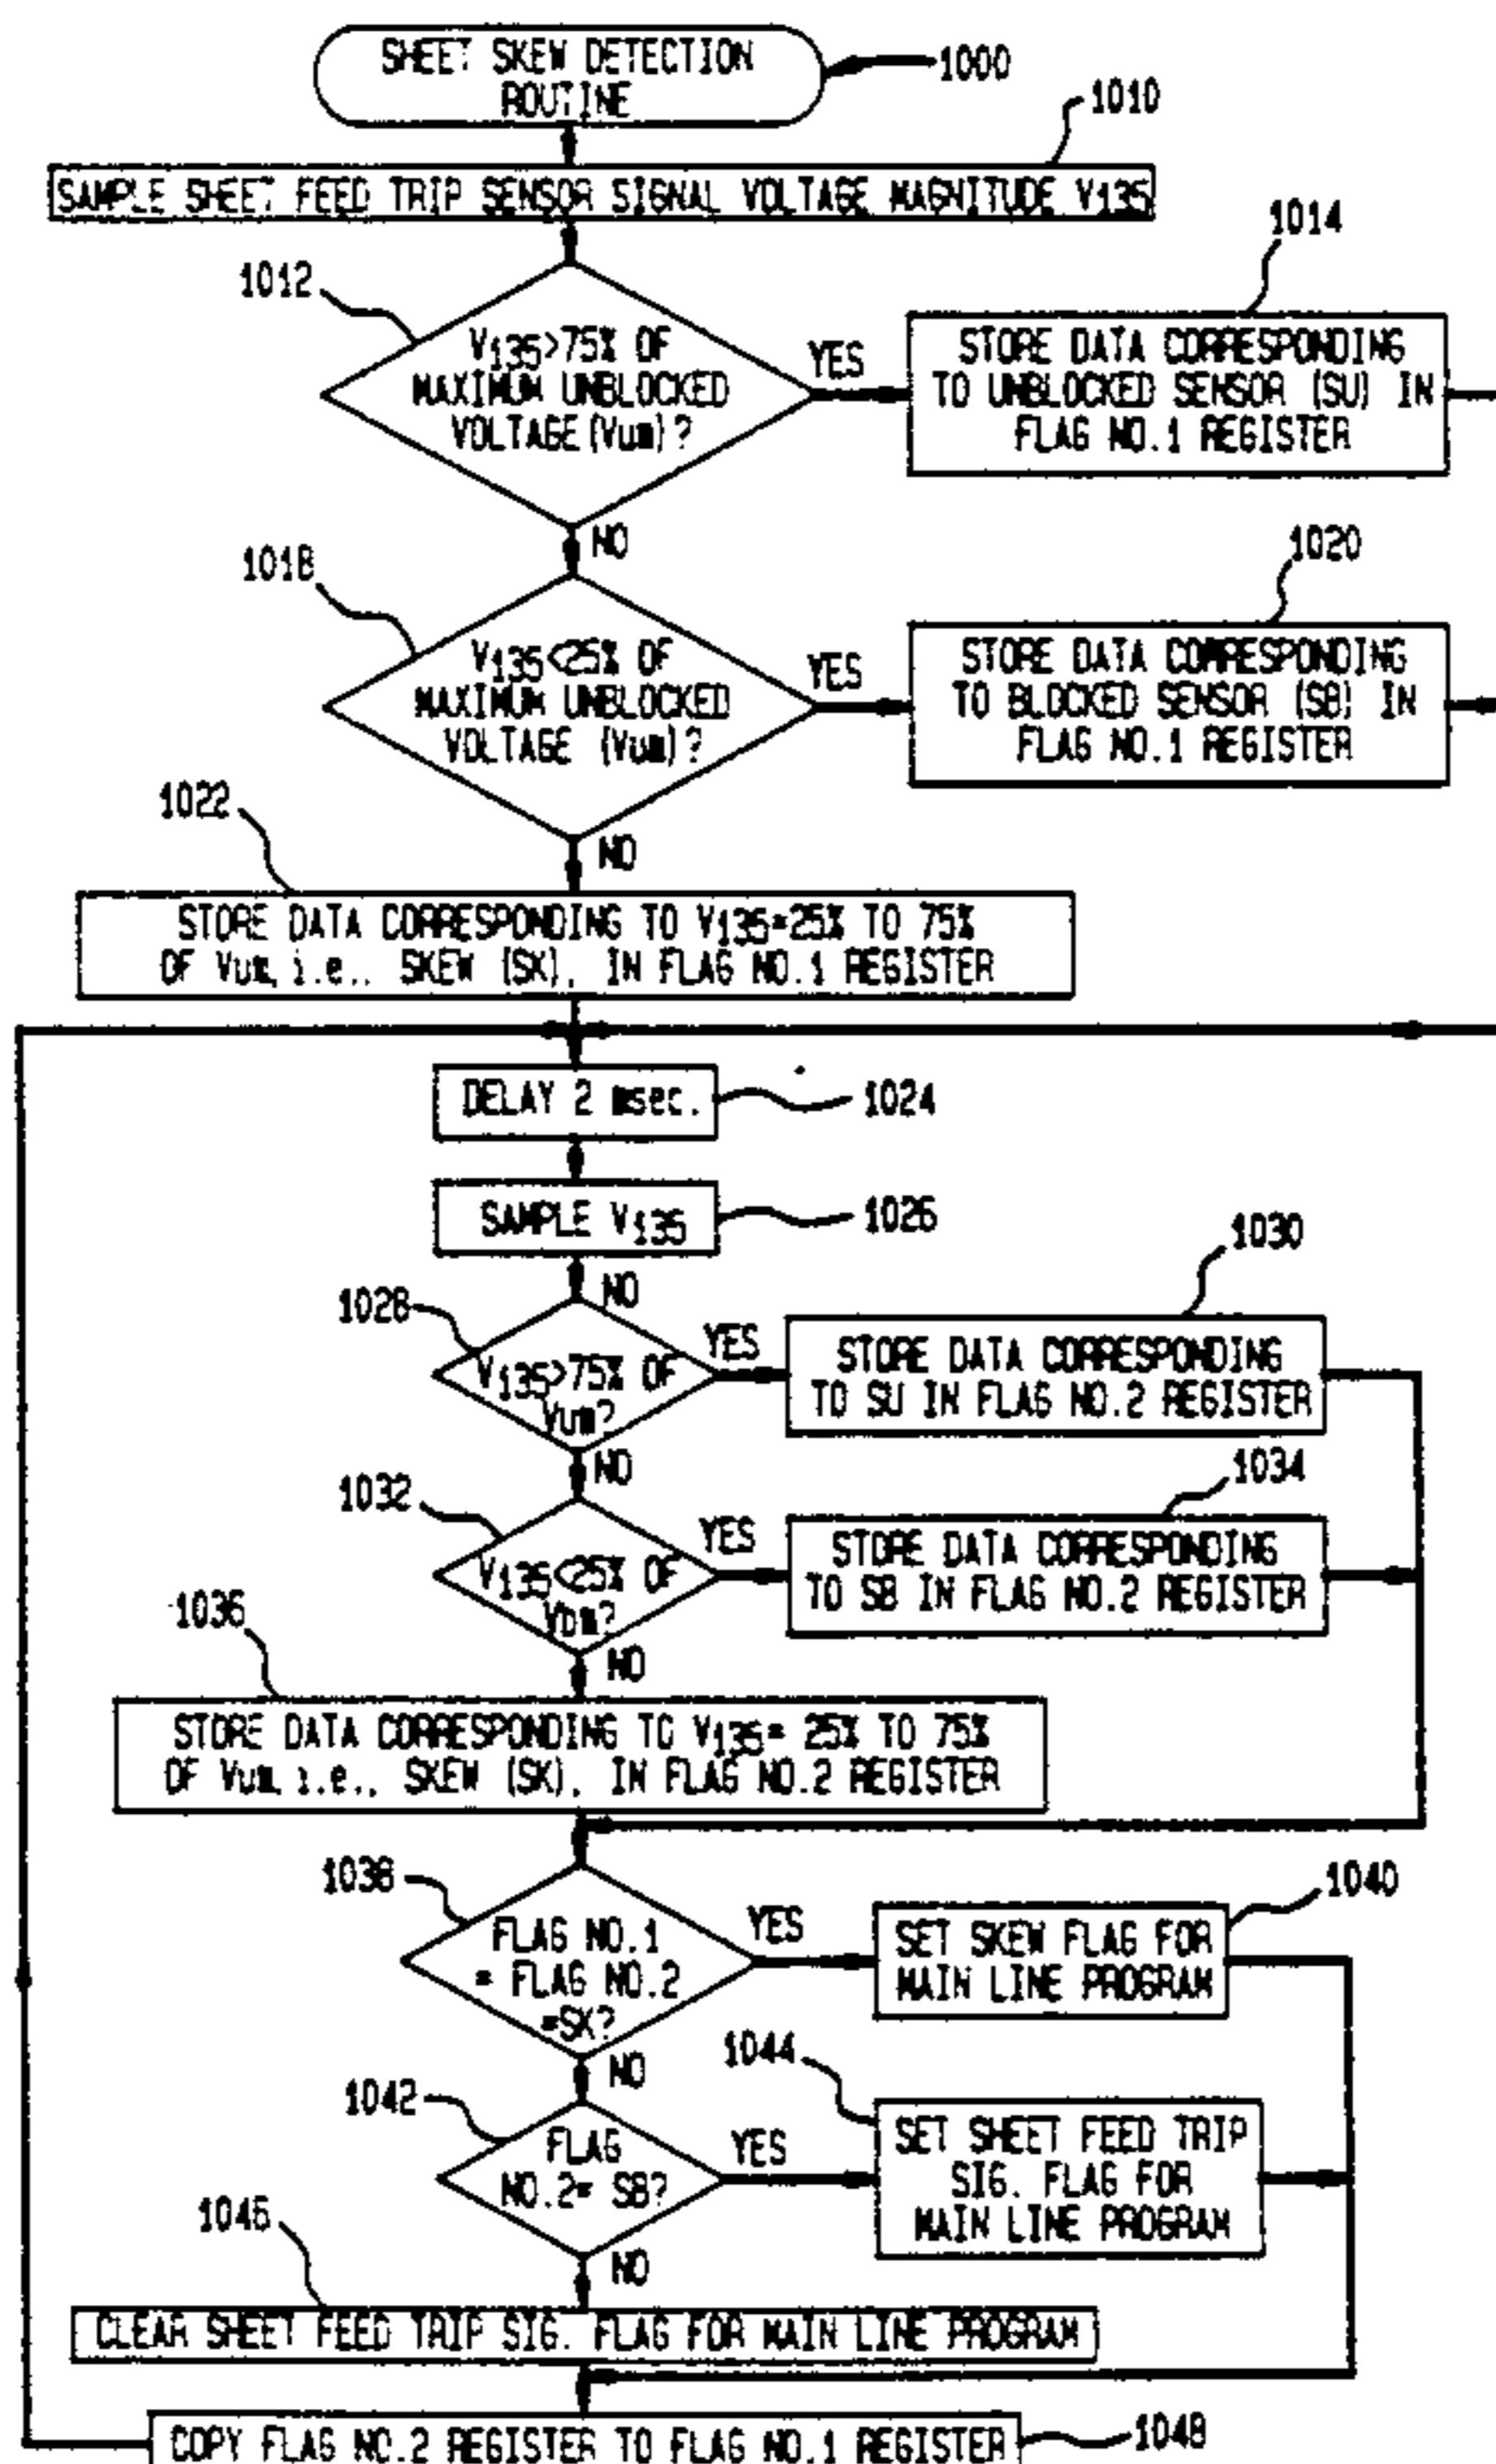 SHEET SKEW DETECTION
ROUTINE
1000
1010
SAMPLE SHEET FEED TRIP SENSOR SIGNAL VOLTAGE MAGNITUDE V135
1012
V135>75% OF
MAXIMUM UNBLOCKED
VOLTAGE (Vum)?
YES
1014
STORE DATA CORRESPONDING
TO UNBLOCKED SENSOR (SU) IN
FLAG NO.1 REGISTER
NO
1018
V135<25% OF
MAXIMUM UNBLOCKED
VOLTAGE (Vum)?
YES
1020
STORE DATA CORRESPONDING
TO BLOCKED SENSOR (SB) IN
FLAG NO.1 REGISTER
NO
1022
STORE DATA CORRESPONDING TO V135=25% TO 75%
OF Vum, i.e., SKEW (SK), IN FLAG NO.1 REGISTER
DELAY 2 msec.
1024
SAMPLE V135
1026
NO
1028
V135>75% OF
Vum?
YES
1030
STORE DATA CORRESPONDING
TO SU IN FLAG NO.2 REGISTER
NO
1032
V135<25% OF
Vbm?
YES
1034
STORE DATA CORRESPONDING
TO SB IN FLAG NO.2 REGISTER
NO
1036
STORE DATA CORRESPONDING TO V135= 25% TO 75%
OF Vum, i.e., SKEW (SK), IN FLAG NO.2 REGISTER
1038
FLAG NO.1
= FLAG NO.2
=SK?
YES
1040
SET SKEW FLAG FOR
MAIN LINE PROGRAM
NO
1042
FLAG
NO.2= SB?
YES
1044
SET SHEET FEED TRIP
SIG. FLAG FOR
MAIN LINE PROGRAM
NO
1046
CLEAR SHEET FEED TRIP SIG. FLAG FOR MAIN LINE PROGRAM
COPY FLAG NO.2 REGISTER TO FLAG NO.1 REGISTER
1048